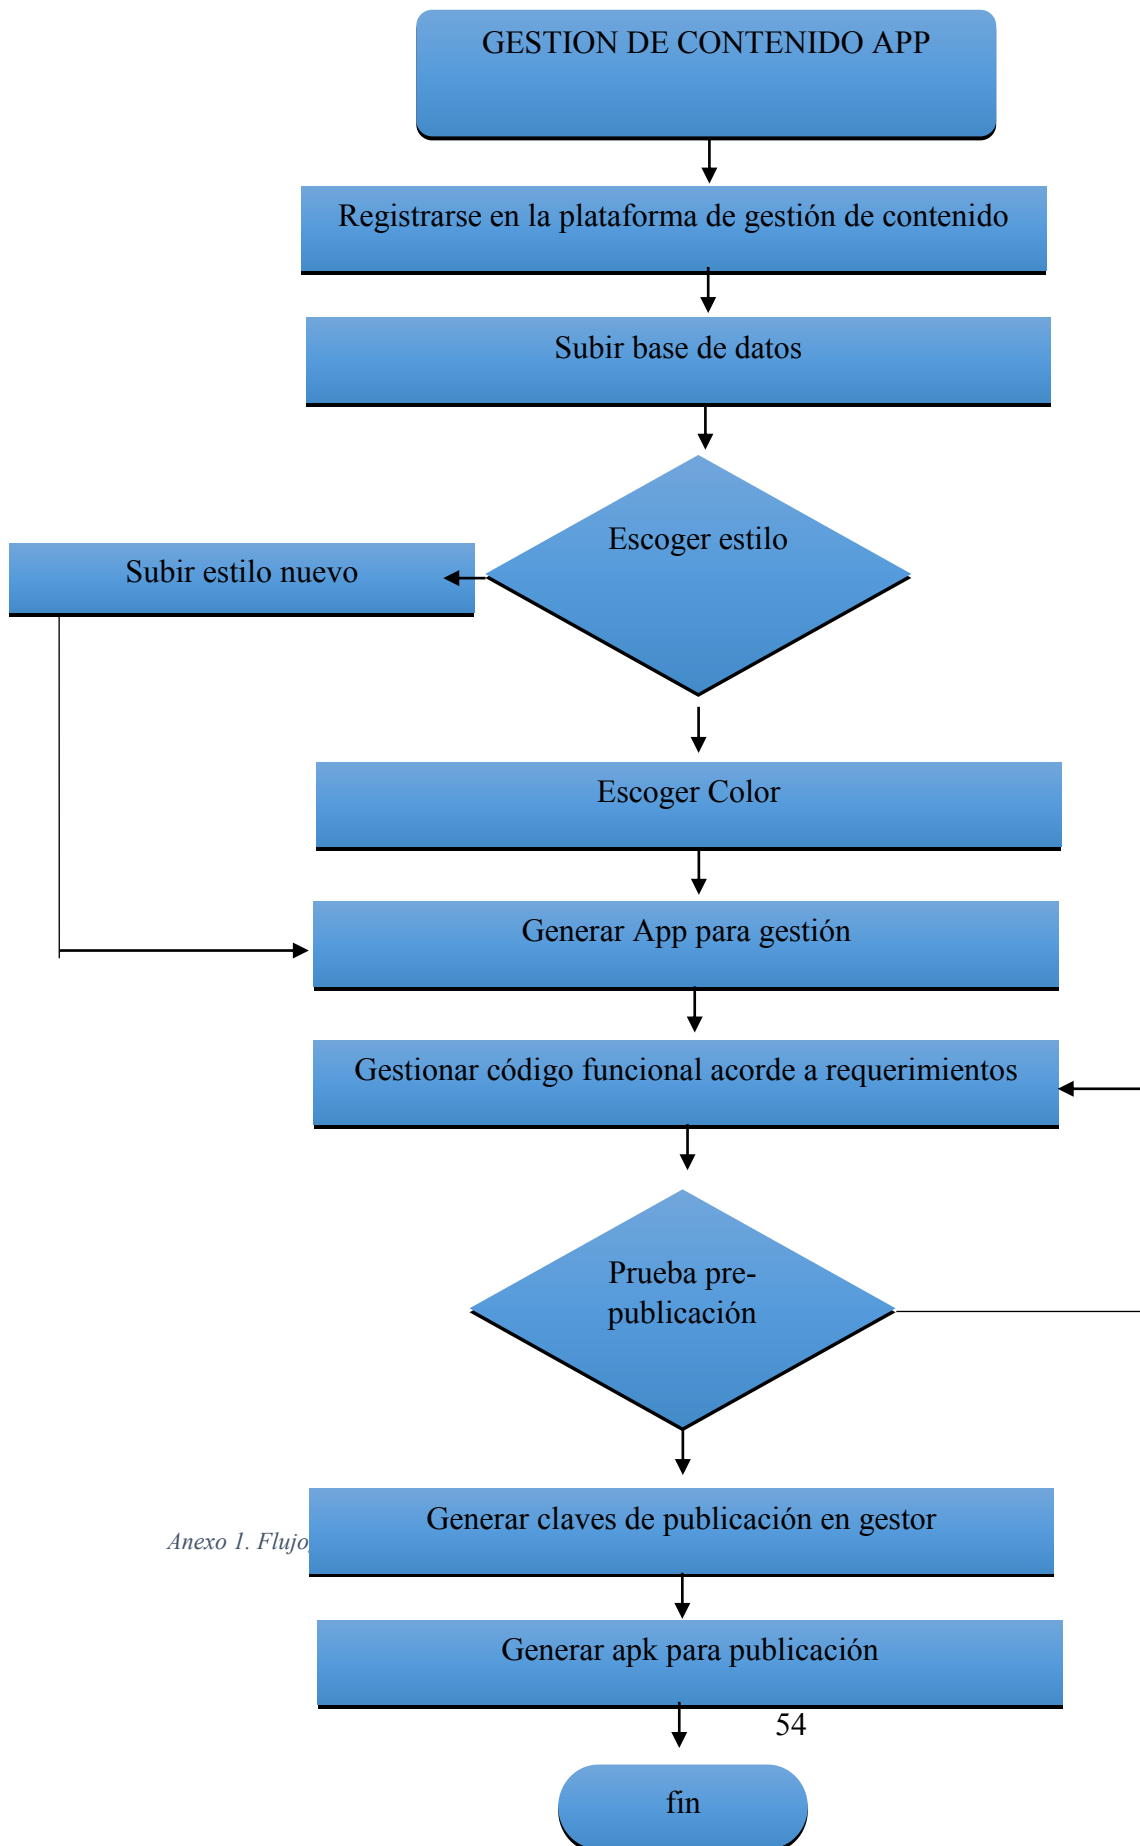 GESTION DE CONTENIDO APP
Registrarse en la plataforma de gestión de contenido
Subir base de datos
Escoger estilo
Subir estilo nuevo
Escoger Color
Generar App para gestión
Gestionar código funcional acorde a requerimientos
Prueba pre-
publicación
Generar claves de publicación en gestor
Anexo 1.
Generar apk para publicación
54
fin